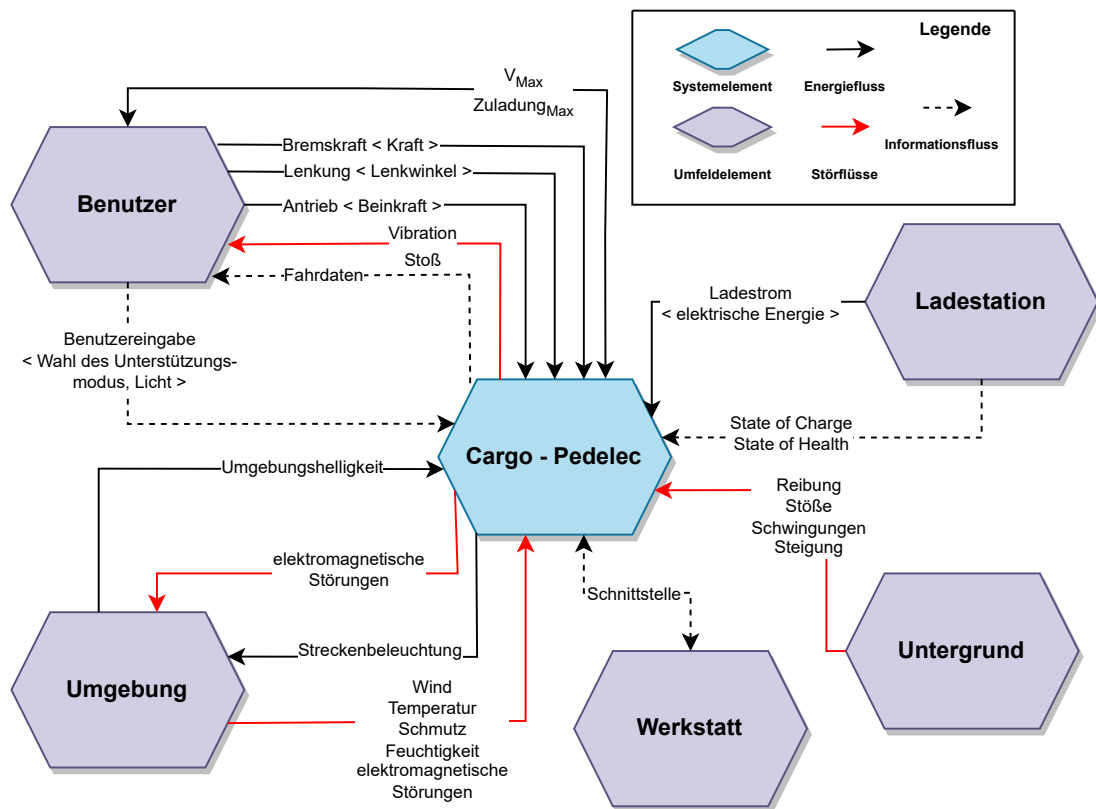 Legende
Systemelement
Energiefluss
Umfeldelement
Störflüsse
Informationsfluss
V_Max
Zuladung_Max
Benutzer
Bremskraft < Kraft >
Lenkung < Lenkwinkel >
Antrieb < Beinkraft >
Vibration
Stoß
Fahrdaten
Benutzereingabe
< Wahl des Unterstützungs-
modus, Licht >
Ladestrom
< elektrische Energie >
Ladestation
State of Charge
State of Health
Cargo - Pedelec
Umgebungshelligkeit
Reibung
Stöße
Schwingungen
Steigung
elektromagnetische
Störungen
Schnittstelle
Streckenbeleuchtung
Umgebung
Untergrund
Werkstatt
Wind
Temperatur
Schmutz
Feuchtigkeit
elektromagnetische
Störungen